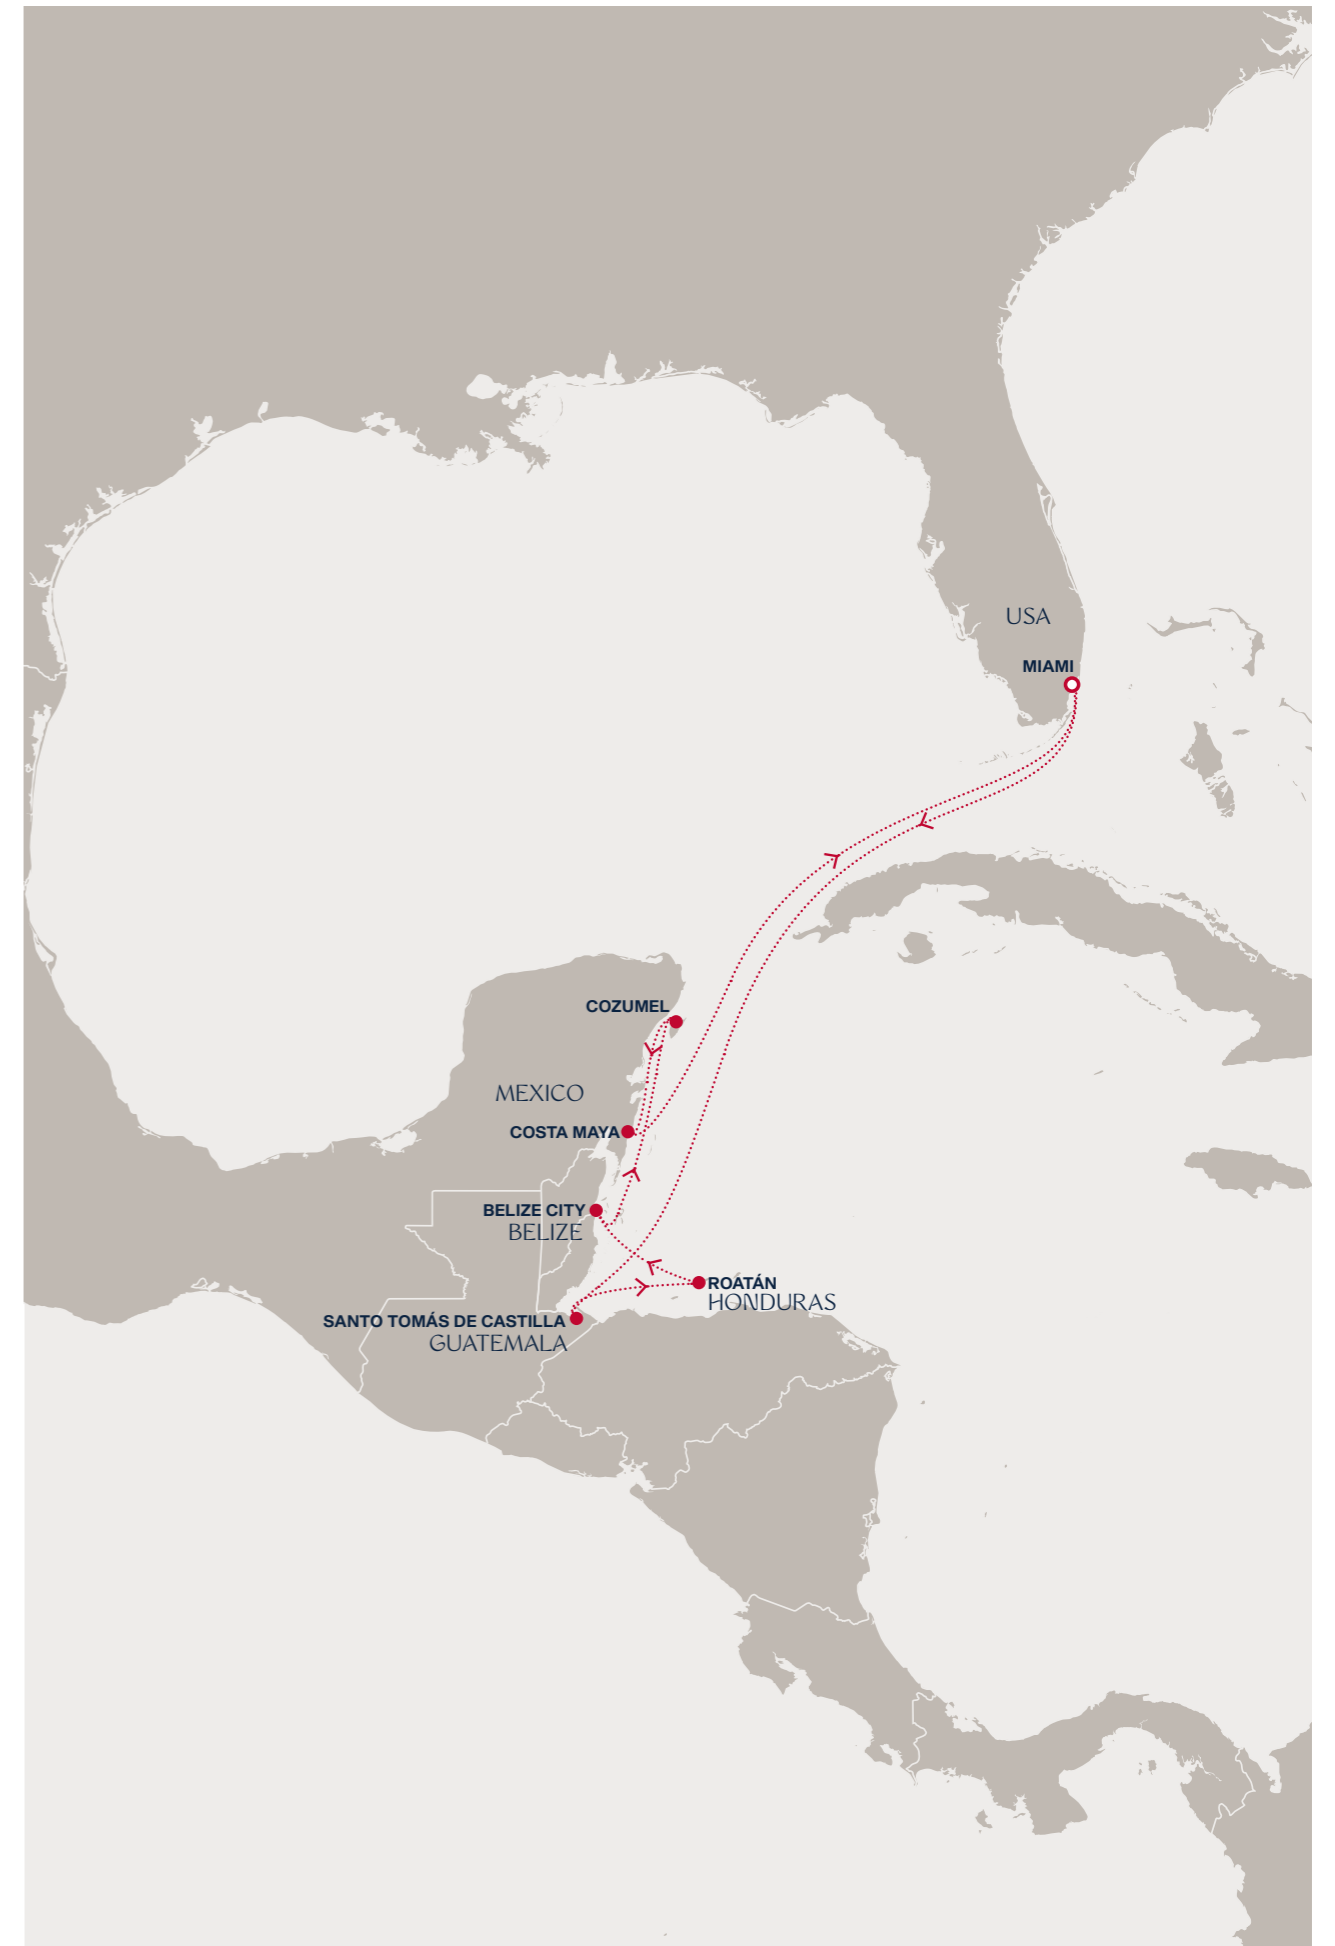 USA
MIAMI
COZUMEL
MEXICO
COSTA MAYA
BELIZE CITY
BELIZE
ROATÁN
HONDURAS
SANTO TOMÁS DE CASTILLA
GUATEMALA